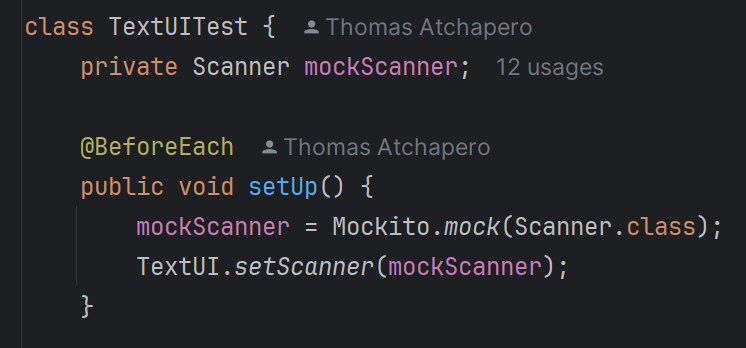 class TextUITest { Thomas Atchapero
private Scanner mockScanner; 12 usages
@BeforeEach Thomas Atchapero
public void setUp() {
mockScanner = Mockito.mock(Scanner.class);
TextUI.setScanner(mockScanner);
}